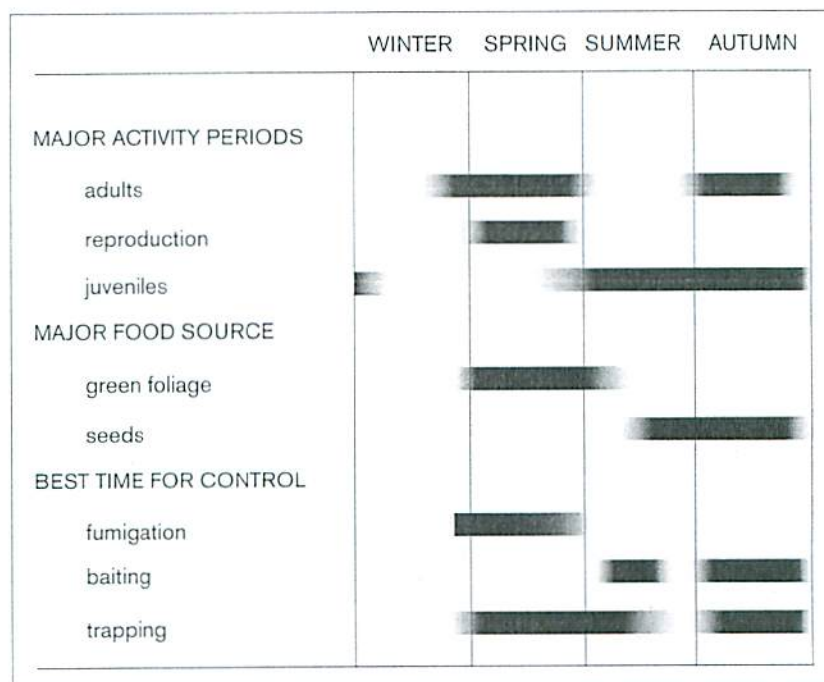 WINTER SPRING SUMMER AUTUMN
MAJOR ACTIVITY PERIODS
adults
reproduction
juveniles
MAJOR FOOD SOURCE
green foliage
seeds
BEST TIME FOR CONTROL
fumigation
baiting
trapping